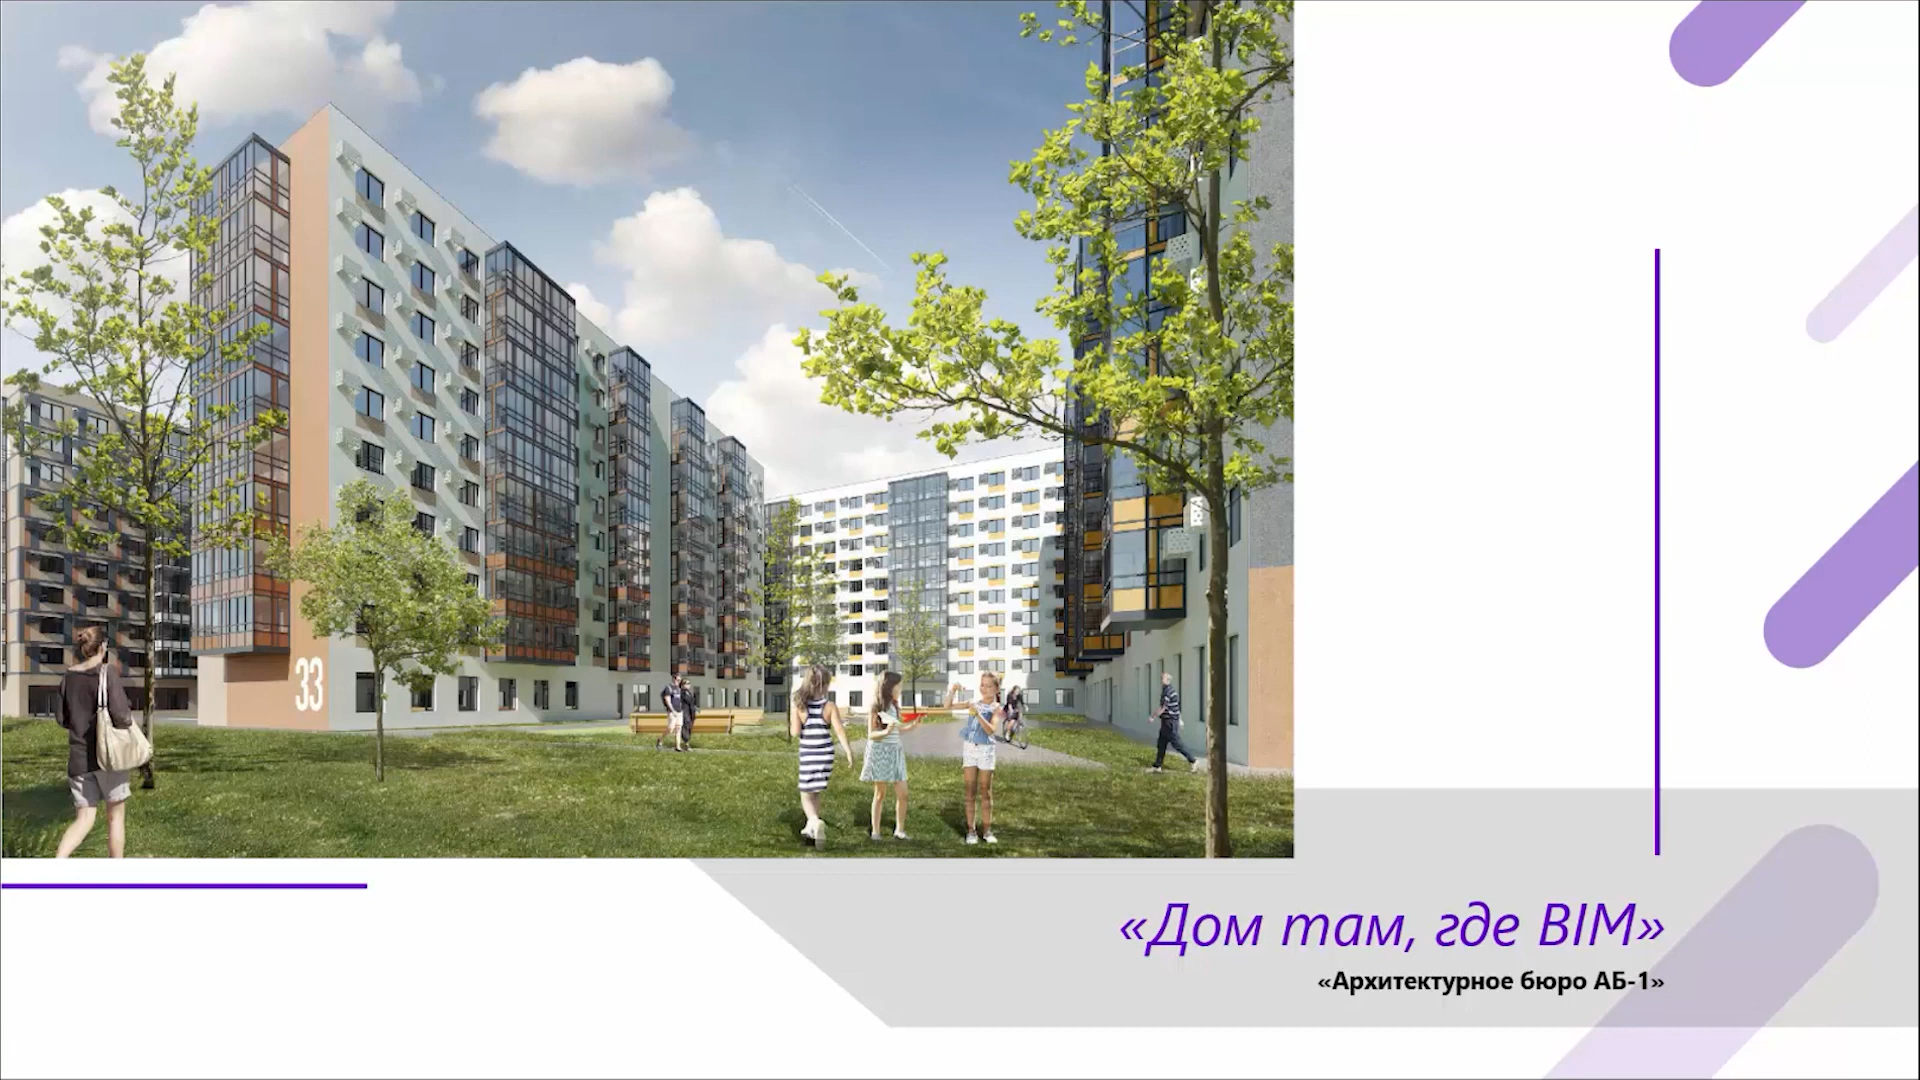 33
«Дом там, где BIM»
«Архитектурное бюро АБ-1»